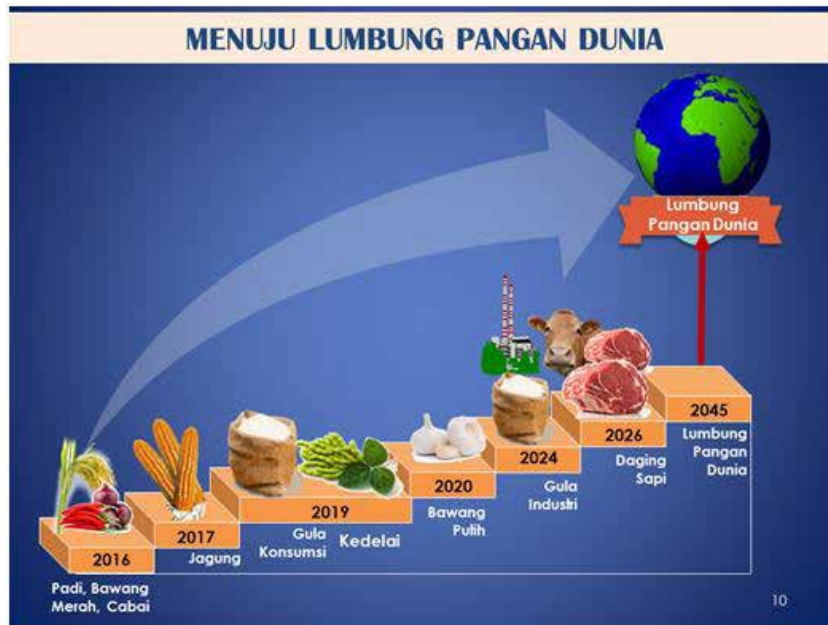 MENUJU LUMBUNG PANGAN DUNIA
Lumbung
Pangan Dunia
2016
Padi, Bawang
Merah, Cabai
2017
Jagung
2019
Gula
Konsumsi
Kedelai
2020
Bawang
Putih
2024
Gula
Industri
2026
Daging
Sapi
2045
Lumbung
Pangan
Dunia
10